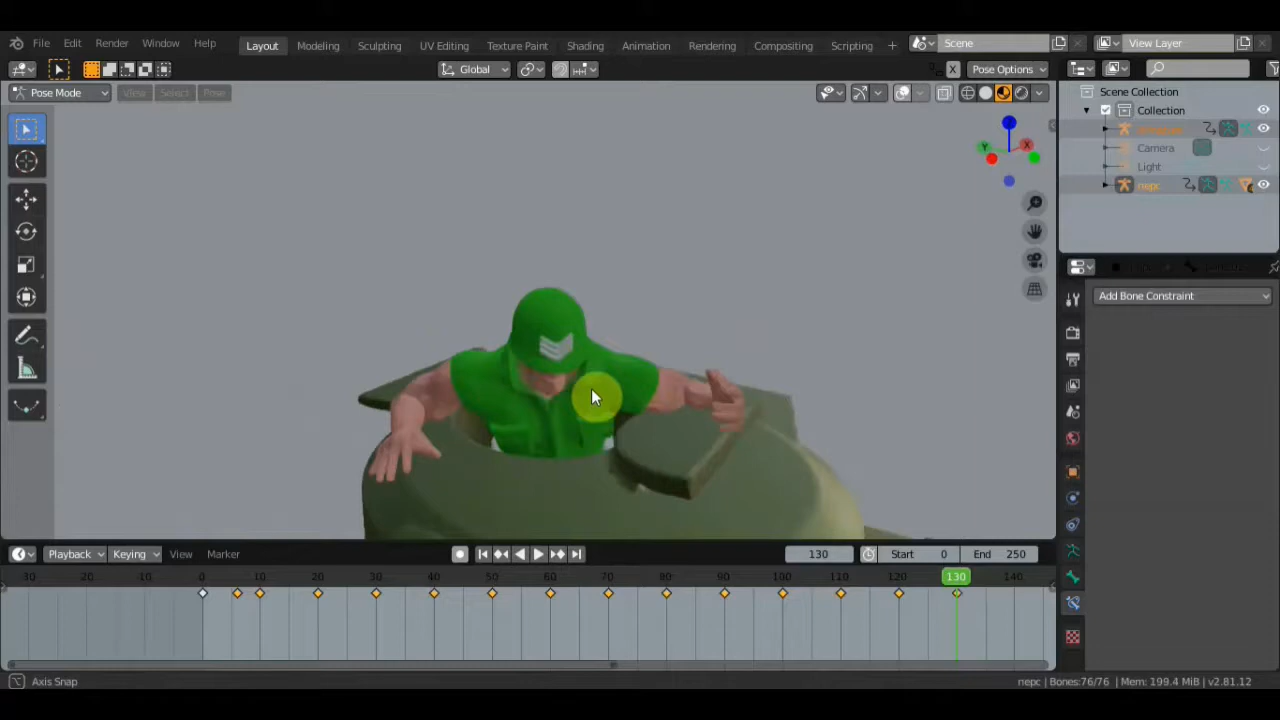 File Edit Render Window Help Layout Modeling Sculpting UV Editing Texture Paint Shading Animation Rendering Compositing Scripting + Scene View Layer
Global X Pose Options
Pose Mode View Select Pose
Scene Collection
Collection
Camera
Light
nepc
Z
Y X
Add Bone Constraint
Playback Keying View Marker 130 Start 0 End 250
-30 -20 -10 0 10 20 30 40 50 60 70 80 90 100 110 120 130 140
Axis Snap nepc | Bones:76/76 | Mem: 199.4 MiB | v2.81.12